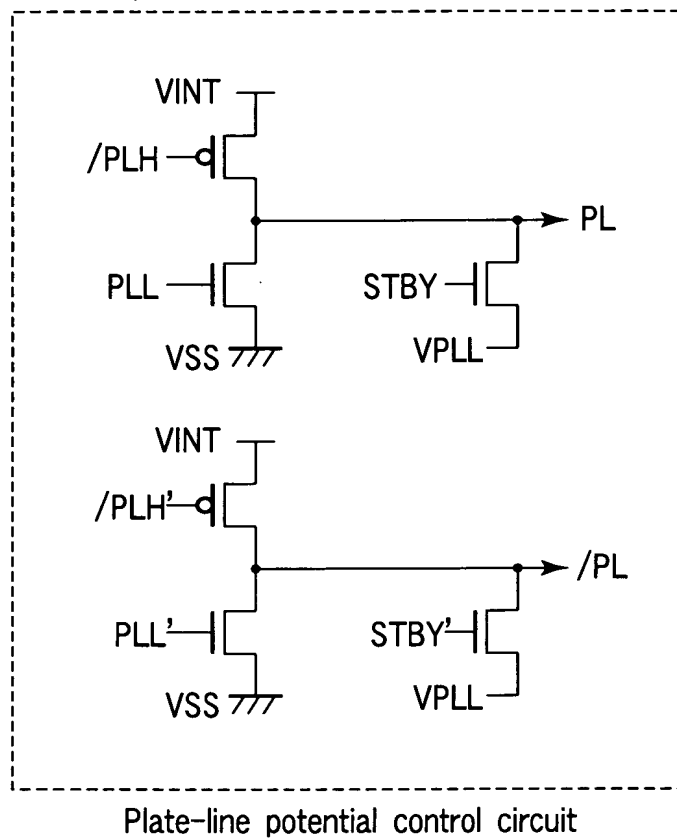 VINT
/PLH
PL
PLL
STBY
VSS
VPLL
VINT
/PLH'
/PL
PLL'
STBY'
VSS
VPLL
Plate-line potential control circuit